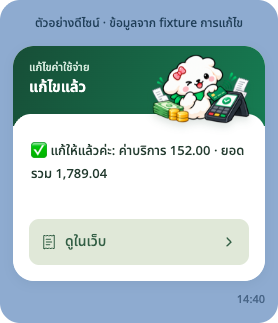 ตัวอย่างดีไซน์ · ข้อมูลจาก fixture การแก้ไข
แก้ไขค่าใช้จ่าย
แก้ไขแล้ว
✅ แก้ให้แล้วค่ะ: ค่าบริการ 152.00 · ยอด
รวม 1,789.04
ดูในเว็บ
14:40